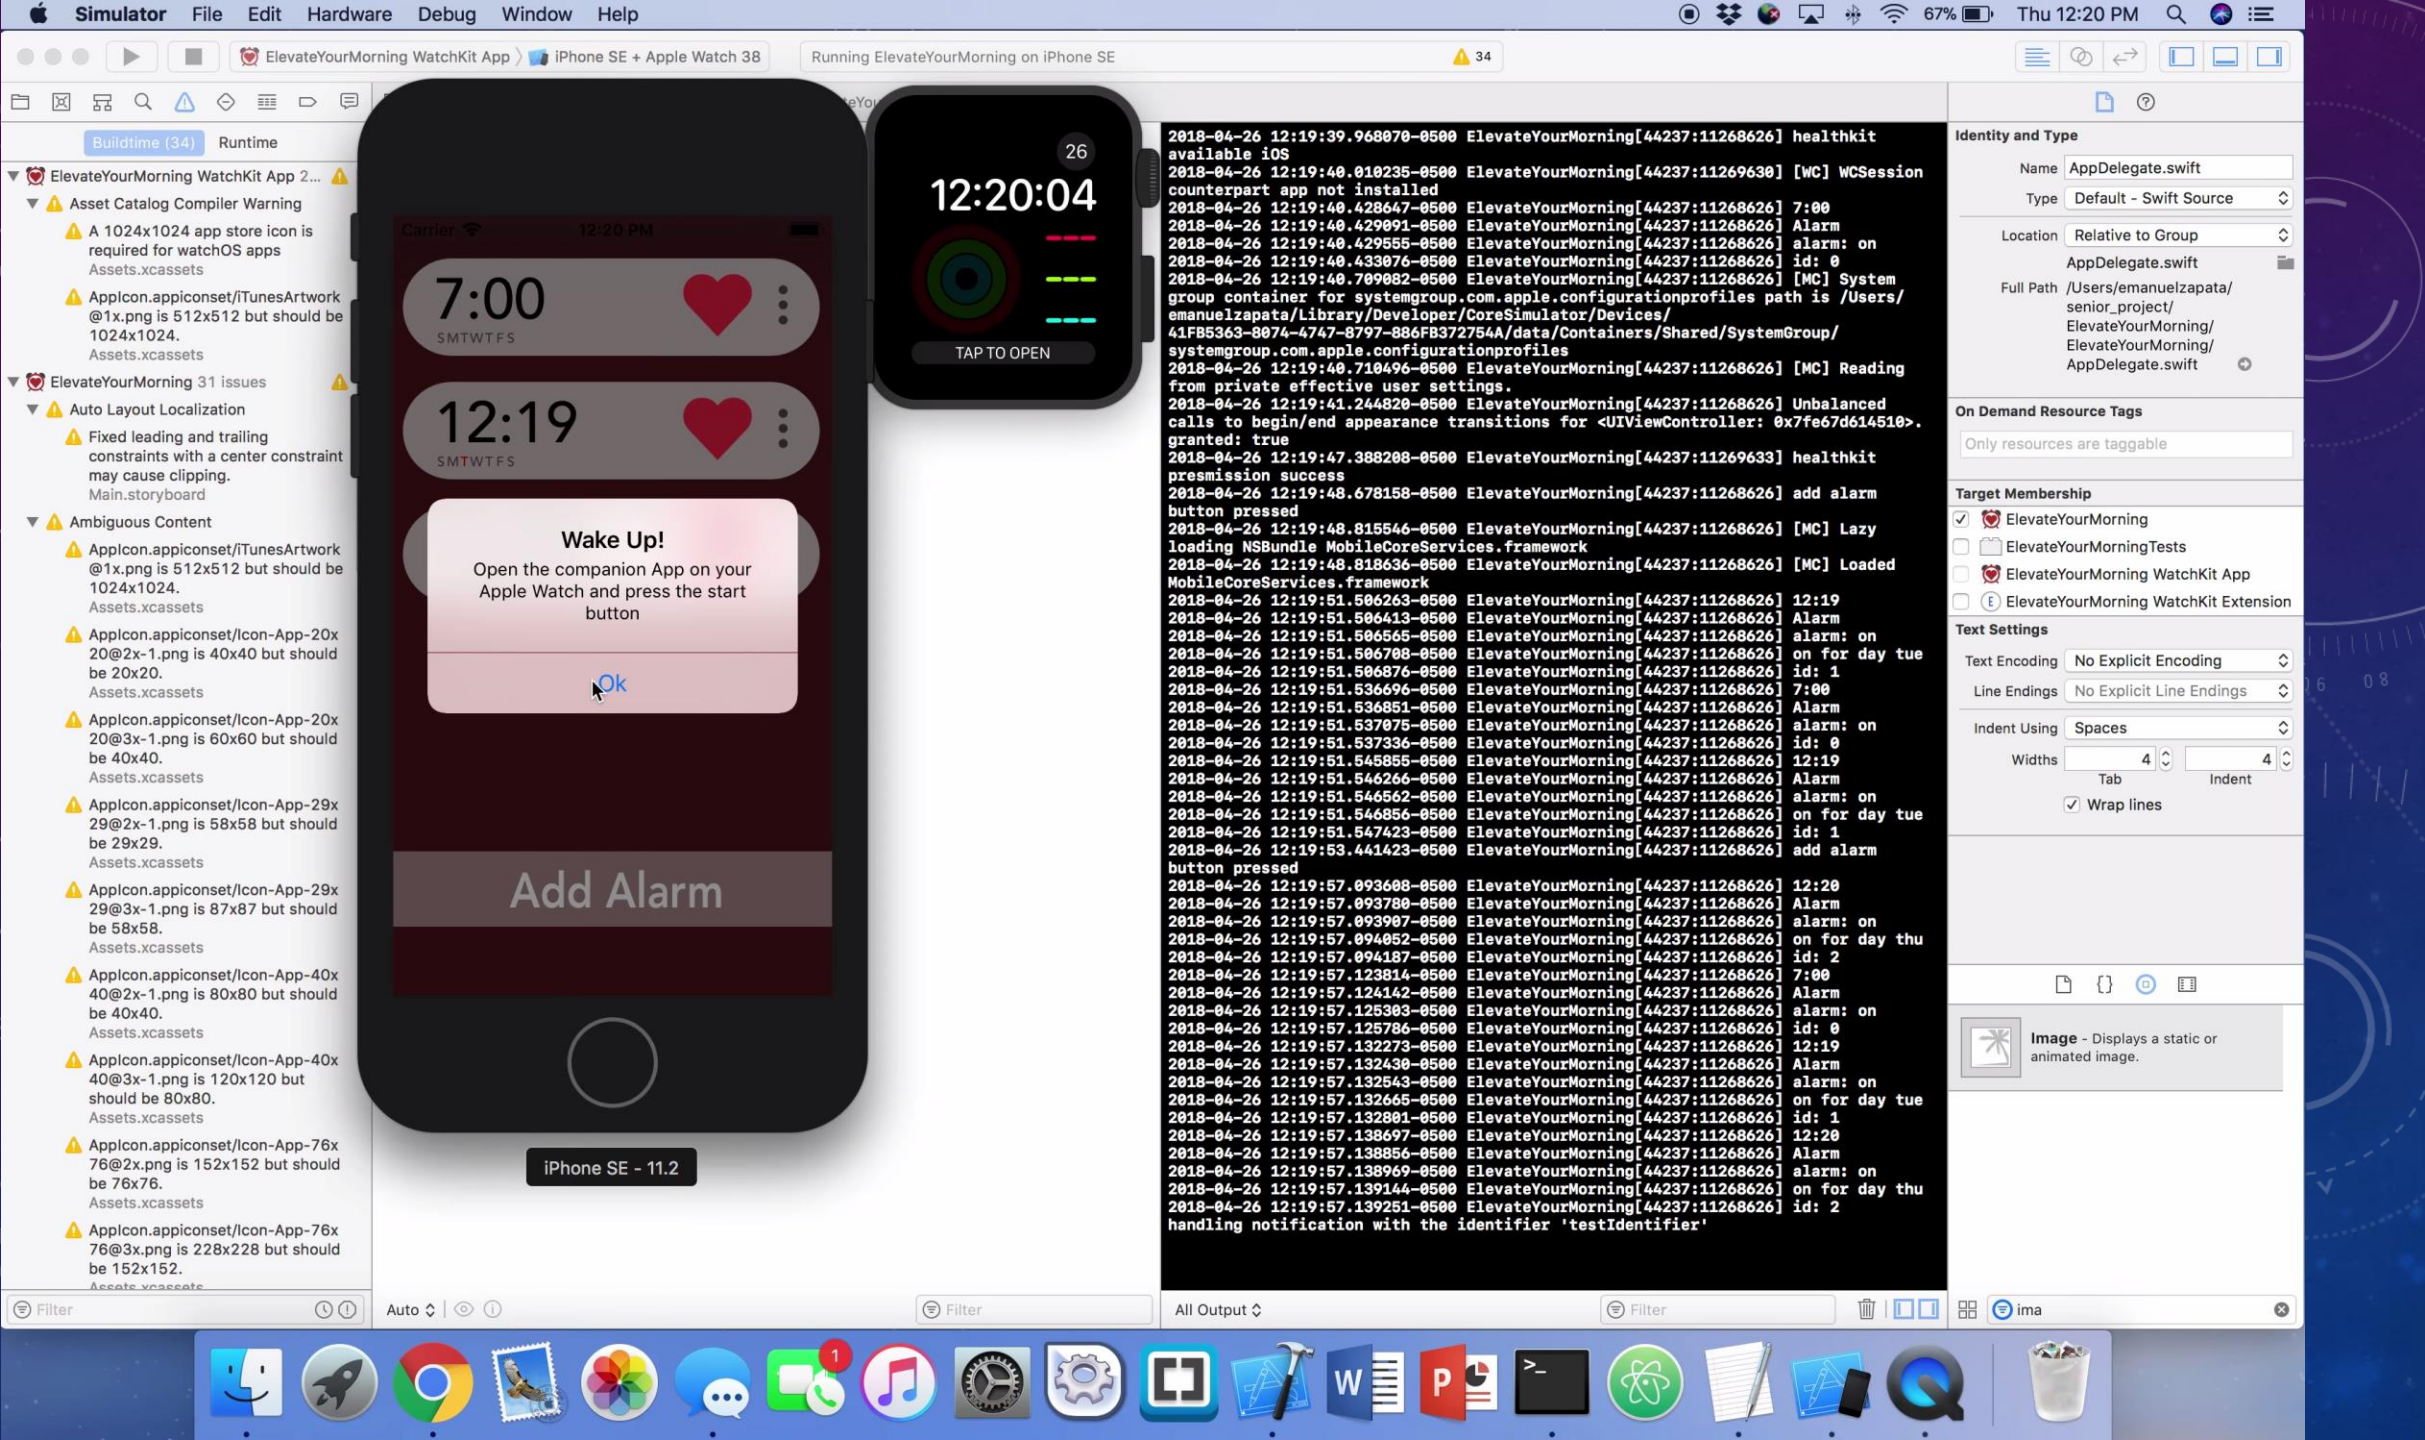 Simulator File Edit Hardware Debug Window Help
67% Thu 12:20 PM
ElevateYourMorning WatchKit App 〉 iPhone SE + Apple Watch 38
Running ElevateYourMorning on iPhone SE
34
Buildtime (34) Runtime
ElevateYourMorning WatchKit App 2...
Asset Catalog Compiler Warning
A 1024x1024 app store icon is
required for watchOS apps
Assets.xcassets
AppIcon.appiconset/iTunesArtwork
@1x.png is 512x512 but should be
1024x1024.
Assets.xcassets
ElevateYourMorning 31 issues
Auto Layout Localization
Fixed leading and trailing
constraints with a center constraint
may cause clipping.
Main.storyboard
Ambiguous Content
AppIcon.appiconset/iTunesArtwork
@1x.png is 512x512 but should be
1024x1024.
Assets.xcassets
AppIcon.appiconset/Icon-App-20x
20@2x-1.png is 40x40 but should
be 20x20.
Assets.xcassets
AppIcon.appiconset/Icon-App-20x
20@3x-1.png is 60x60 but should
be 40x40.
Assets.xcassets
AppIcon.appiconset/Icon-App-29x
29@2x-1.png is 58x58 but should
be 29x29.
Assets.xcassets
AppIcon.appiconset/Icon-App-29x
29@3x-1.png is 87x87 but should
be 58x58.
Assets.xcassets
AppIcon.appiconset/Icon-App-40x
40@2x-1.png is 80x80 but should
be 40x40.
Assets.xcassets
AppIcon.appiconset/Icon-App-40x
40@3x-1.png is 120x120 but
should be 80x80.
Assets.xcassets
AppIcon.appiconset/Icon-App-76x
76@2x.png is 152x152 but should
be 76x76.
Assets.xcassets
AppIcon.appiconset/Icon-App-76x
76@3x.png is 228x228 but should
be 152x152.
Assets.xcassets
Filter
Carrier 12:20 PM
7:00
SMTWTFS
12:19
SMTWTFS
Wake Up!
Open the companion App on your
Apple Watch and press the start
button
Ok
Add Alarm
iPhone SE - 11.2
26
12:20:04
TAP TO OPEN
Auto
Filter
2018-04-26 12:19:39.968070-0500 ElevateYourMorning[44237:11268626] healthkit
available iOS
2018-04-26 12:19:40.010235-0500 ElevateYourMorning[44237:11269630] [WC] WCSession
counterpart app not installed
2018-04-26 12:19:40.428647-0500 ElevateYourMorning[44237:11268626] 7:00
2018-04-26 12:19:40.429091-0500 ElevateYourMorning[44237:11268626] Alarm
2018-04-26 12:19:40.429555-0500 ElevateYourMorning[44237:11268626] alarm: on
2018-04-26 12:19:40.433076-0500 ElevateYourMorning[44237:11268626] id: 0
2018-04-26 12:19:40.709082-0500 ElevateYourMorning[44237:11268626] [MC] System
group container for systemgroup.com.apple.configurationprofiles path is /Users/
emanuelzapata/Library/Developer/CoreSimulator/Devices/
41FB5363-8074-4747-8797-886FB372754A/data/Containers/Shared/SystemGroup/
systemgroup.com.apple.configurationprofiles
2018-04-26 12:19:40.710496-0500 ElevateYourMorning[44237:11268626] [MC] Reading
from private effective user settings.
2018-04-26 12:19:41.244820-0500 ElevateYourMorning[44237:11268626] Unbalanced
calls to begin/end appearance transitions for <UIViewController: 0x7fe67d614510>.
granted: true
2018-04-26 12:19:47.388208-0500 ElevateYourMorning[44237:11269633] healthkit
presmission success
2018-04-26 12:19:48.678158-0500 ElevateYourMorning[44237:11268626] add alarm
button pressed
2018-04-26 12:19:48.815546-0500 ElevateYourMorning[44237:11268626] [MC] Lazy
loading NSBundle MobileCoreServices.framework
2018-04-26 12:19:48.818636-0500 ElevateYourMorning[44237:11268626] [MC] Loaded
MobileCoreServices.framework
2018-04-26 12:19:51.506263-0500 ElevateYourMorning[44237:11268626] 12:19
2018-04-26 12:19:51.506413-0500 ElevateYourMorning[44237:11268626] Alarm
2018-04-26 12:19:51.506565-0500 ElevateYourMorning[44237:11268626] alarm: on
2018-04-26 12:19:51.506708-0500 ElevateYourMorning[44237:11268626] on for day tue
2018-04-26 12:19:51.506876-0500 ElevateYourMorning[44237:11268626] id: 1
2018-04-26 12:19:51.536696-0500 ElevateYourMorning[44237:11268626] 7:00
2018-04-26 12:19:51.536851-0500 ElevateYourMorning[44237:11268626] Alarm
2018-04-26 12:19:51.537075-0500 ElevateYourMorning[44237:11268626] alarm: on
2018-04-26 12:19:51.537336-0500 ElevateYourMorning[44237:11268626] id: 0
2018-04-26 12:19:51.545855-0500 ElevateYourMorning[44237:11268626] 12:19
2018-04-26 12:19:51.546266-0500 ElevateYourMorning[44237:11268626] Alarm
2018-04-26 12:19:51.546562-0500 ElevateYourMorning[44237:11268626] alarm: on
2018-04-26 12:19:51.546856-0500 ElevateYourMorning[44237:11268626] on for day tue
2018-04-26 12:19:51.547423-0500 ElevateYourMorning[44237:11268626] id: 1
2018-04-26 12:19:53.441423-0500 ElevateYourMorning[44237:11268626] add alarm
button pressed
2018-04-26 12:19:57.093608-0500 ElevateYourMorning[44237:11268626] 12:20
2018-04-26 12:19:57.093780-0500 ElevateYourMorning[44237:11268626] Alarm
2018-04-26 12:19:57.093907-0500 ElevateYourMorning[44237:11268626] alarm: on
2018-04-26 12:19:57.094052-0500 ElevateYourMorning[44237:11268626] on for day thu
2018-04-26 12:19:57.094187-0500 ElevateYourMorning[44237:11268626] id: 2
2018-04-26 12:19:57.123814-0500 ElevateYourMorning[44237:11268626] 7:00
2018-04-26 12:19:57.124142-0500 ElevateYourMorning[44237:11268626] Alarm
2018-04-26 12:19:57.125303-0500 ElevateYourMorning[44237:11268626] alarm: on
2018-04-26 12:19:57.125786-0500 ElevateYourMorning[44237:11268626] id: 0
2018-04-26 12:19:57.132273-0500 ElevateYourMorning[44237:11268626] 12:19
2018-04-26 12:19:57.132430-0500 ElevateYourMorning[44237:11268626] Alarm
2018-04-26 12:19:57.132543-0500 ElevateYourMorning[44237:11268626] alarm: on
2018-04-26 12:19:57.132665-0500 ElevateYourMorning[44237:11268626] on for day tue
2018-04-26 12:19:57.132801-0500 ElevateYourMorning[44237:11268626] id: 1
2018-04-26 12:19:57.138697-0500 ElevateYourMorning[44237:11268626] 12:20
2018-04-26 12:19:57.138856-0500 ElevateYourMorning[44237:11268626] Alarm
2018-04-26 12:19:57.138969-0500 ElevateYourMorning[44237:11268626] alarm: on
2018-04-26 12:19:57.139144-0500 ElevateYourMorning[44237:11268626] on for day thu
2018-04-26 12:19:57.139251-0500 ElevateYourMorning[44237:11268626] id: 2
handling notification with the identifier 'testIdentifier'
All Output
Filter
Identity and Type
Name AppDelegate.swift
Type Default - Swift Source
Location Relative to Group
AppDelegate.swift
Full Path /Users/emanuelzapata/
senior_project/
ElevateYourMorning/
ElevateYourMorning/
AppDelegate.swift
On Demand Resource Tags
Only resources are taggable
Target Membership
ElevateYourMorning
ElevateYourMorningTests
ElevateYourMorning WatchKit App
E ElevateYourMorning WatchKit Extension
Text Settings
Text Encoding No Explicit Encoding
Line Endings No Explicit Line Endings
Indent Using Spaces
Widths 4 4
Tab Indent
Wrap lines
{}
Image - Displays a static or
animated image.
ima
1
W
P
>_
08